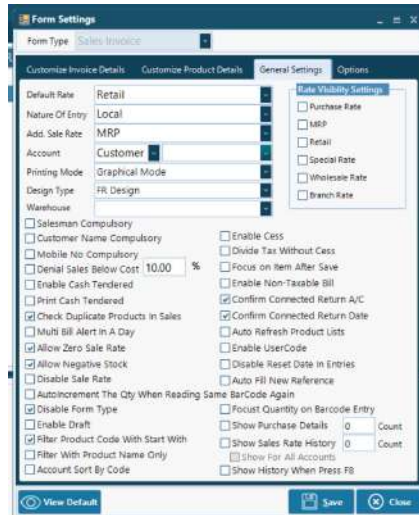 Form Settings
Form Type Sales Invoice
Customize Invoice Details Customize Product Details General Settings Options
Default Rate Retail
Nature Of Entry Local
Add. Sale Rate MRP
Account Customer
Printing Mode Graphical Mode
Design Type FR Design
Warehouse
Rate Visiblity Settings
Purchase Rate
MRP
Retail
Special Rate
Wholesale Rate
Branch Rate
Salesman Compulsory
Customer Name Compulsory
Mobile No Compulsory
Denial Sales Below Cost 10.00 %
Enable Cash Tendered
Print Cash Tendered
Check Duplicate Products In Sales
Multi Bill Alert In A Day
Allow Zero Sale Rate
Allow Negative Stock
Disable Sale Rate
AutoIncrement The Qty When Reading Same BarCode Again
Disable Form Type
Enable Draft
Filter Product Code With Start With
Filter With Product Name Only
Account Sort By Code
Enable Cess
Divide Tax Without Cess
Focus on Item After Save
Enable Non-Taxable Bill
Confirm Connected Return A/C
Confirm Connected Return Date
Auto Refresh Product Lists
Enable UserCode
Disable Reset Date In Entries
Auto Fill New Reference
Focust Quantity on Barcode Entry
Show Purchase Details 0 Count
Show Sales Rate History 0 Count
Show For All Accounts
Show History When Press F8
View Default
Save
Close